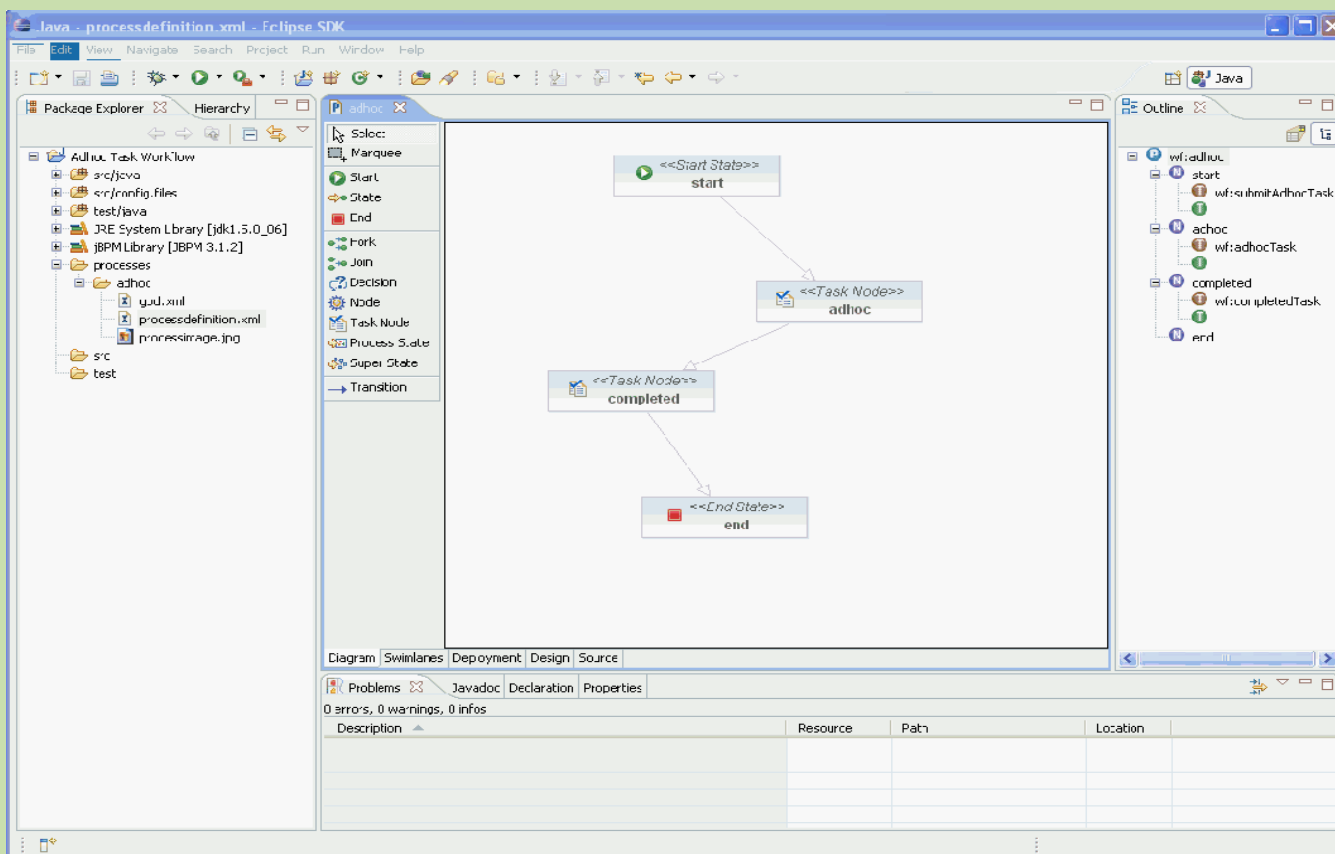 Java - processdefinition.xml - Eclipse SDK
File Edit View Navigate Search Project Run Window Help
Java
Package Explorer Hierarchy
Adhoc Task Workflow
src/java
src/config.files
test/java
JRE System Library [jdk1.5.0_06]
jBPM Library [JBPM 3.1.2]
processes
adhoc
gpd.xml
processdefinition.xml
processimage.jpg
src
test
adhoc
Select
Marquee
Start
State
End
Fork
Join
Decision
Node
Task Node
Process State
Super State
Transition
<<Start State>>
start
<<Task Node>>
adhoc
<<Task Node>>
completed
<<End State>>
end
Diagram Swimlanes Deployment Design Source
Outline
wf:adhoc
start
wf:submitAdhocTask
adhoc
wf:adhocTask
completed
wf:completedTask
end
Problems Javadoc Declaration Properties
0 errors, 0 warnings, 0 infos
Description Resource Path Location